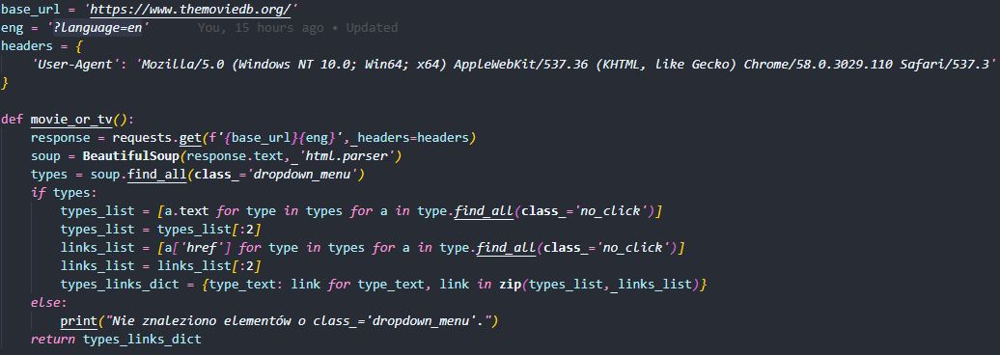 base_url = 'https://www.themoviedb.org/'
eng = '?language=en' You, 15 hours ago • Updated
headers = {
    'User-Agent': 'Mozilla/5.0 (Windows NT 10.0; Win64; x64) AppleWebKit/537.36 (KHTML, like Gecko) Chrome/58.0.3029.110 Safari/537.3'
}
def movie_or_tv():
    response = requests.get(f'{base_url}{eng}', headers=headers)
    soup = BeautifulSoup(response.text, 'html.parser')
    types = soup.find_all(class_='dropdown_menu')
    if types:
        types_list = [a.text for type in types for a in type.find_all(class_='no_click')]
        types_list = types_list[:2]
        links_list = [a['href'] for type in types for a in type.find_all(class_='no_click')]
        links_list = links_list[:2]
        types_links_dict = {type_text: link for type_text, link in zip(types_list, links_list)}
    else:
        print("Nie znaleziono elementów o class_='dropdown_menu'.")
    return types_links_dict